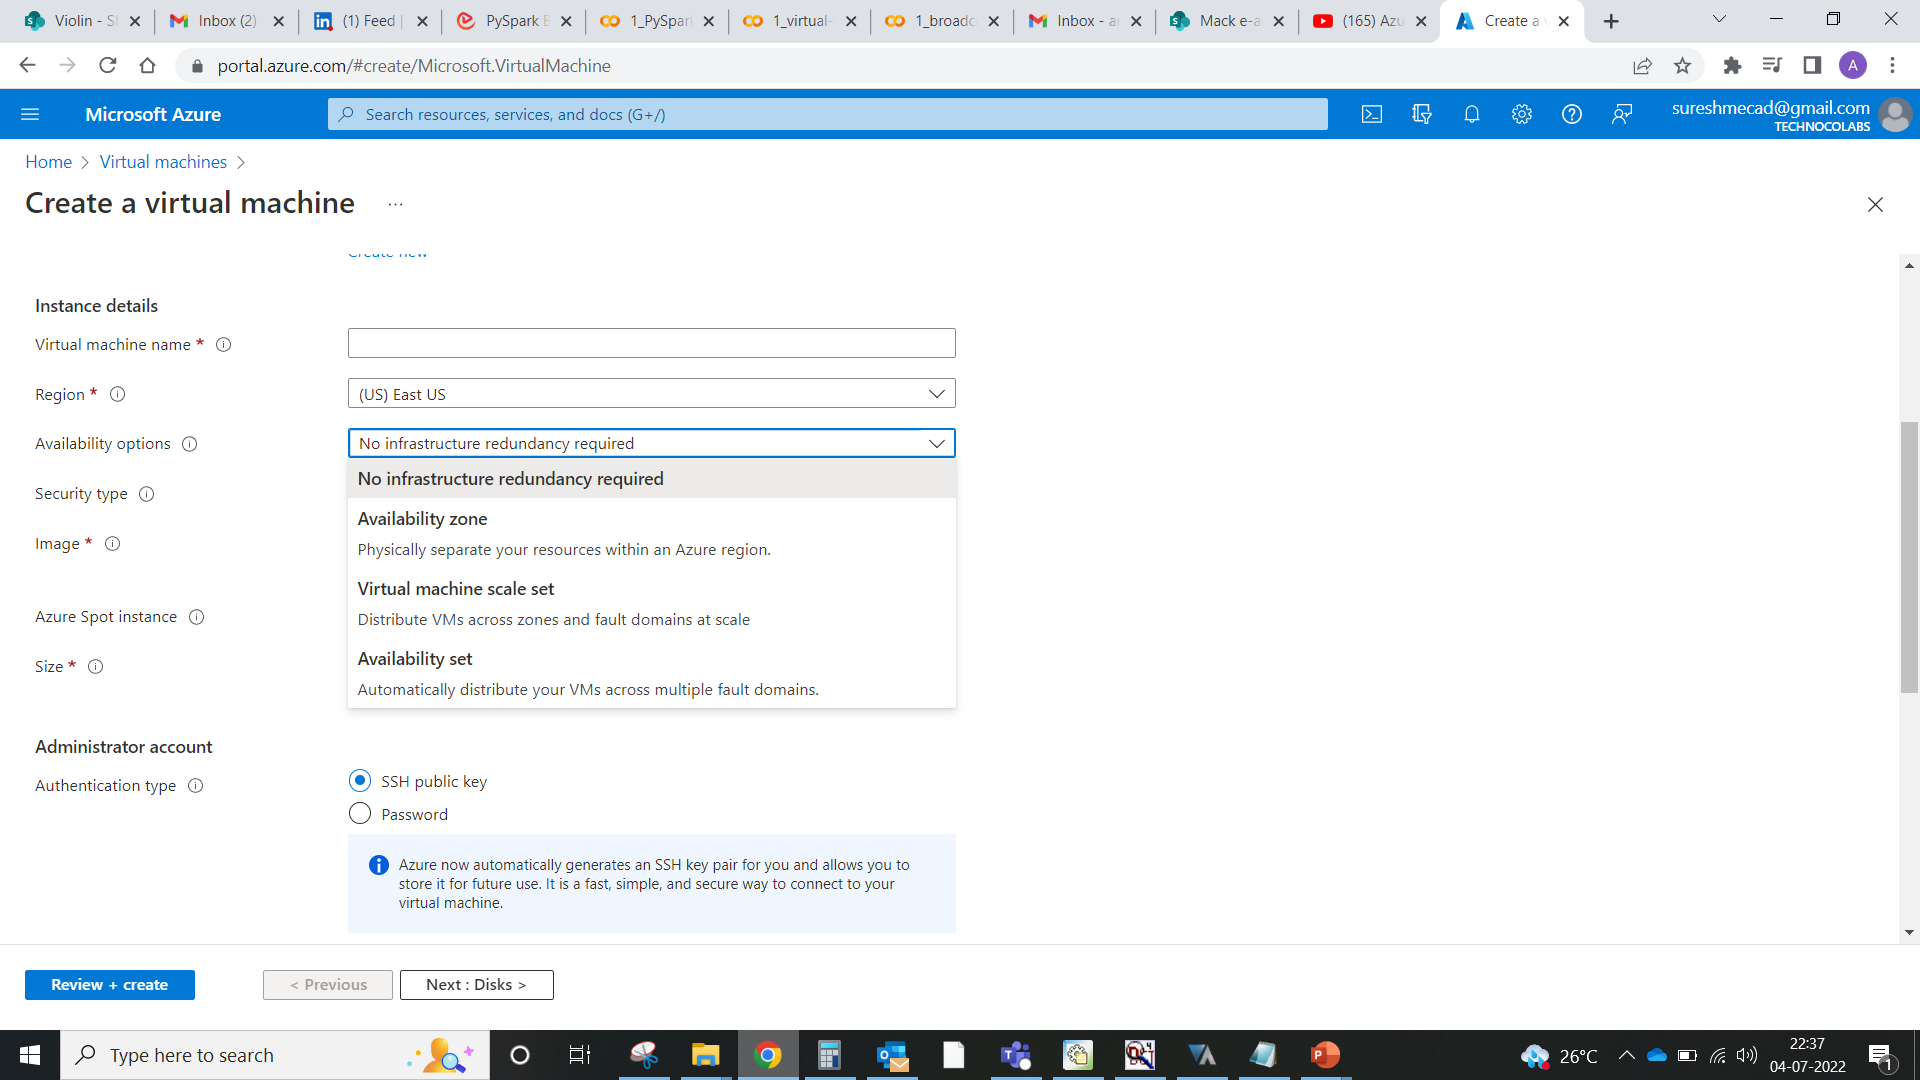 Violin - S
Inbox (2)
(1) Feed |
PySpark B
1_PySpar
1_virtual-
1_broadc
Inbox - a
Mack e-a
(165) Azu
Create a v
portal.azure.com/#create/Microsoft.VirtualMachine
A
Microsoft Azure
Search resources, services, and docs (G+/)
sureshmecad@gmail.com
TECHNOCOLABS
Home > Virtual machines >
Create a virtual machine ...
Create new
Instance details
Virtual machine name *
Region *
(US) East US
Availability options
No infrastructure redundancy required
No infrastructure redundancy required
Security type
Availability zone
Image *
Physically separate your resources within an Azure region.
Virtual machine scale set
Azure Spot instance
Distribute VMs across zones and fault domains at scale
Size *
Availability set
Automatically distribute your VMs across multiple fault domains.
Administrator account
Authentication type
SSH public key
Password
Azure now automatically generates an SSH key pair for you and allows you to
store it for future use. It is a fast, simple, and secure way to connect to your
virtual machine.
Review + create
< Previous
Next : Disks >
Type here to search
26°C
22:37
04-07-2022
1